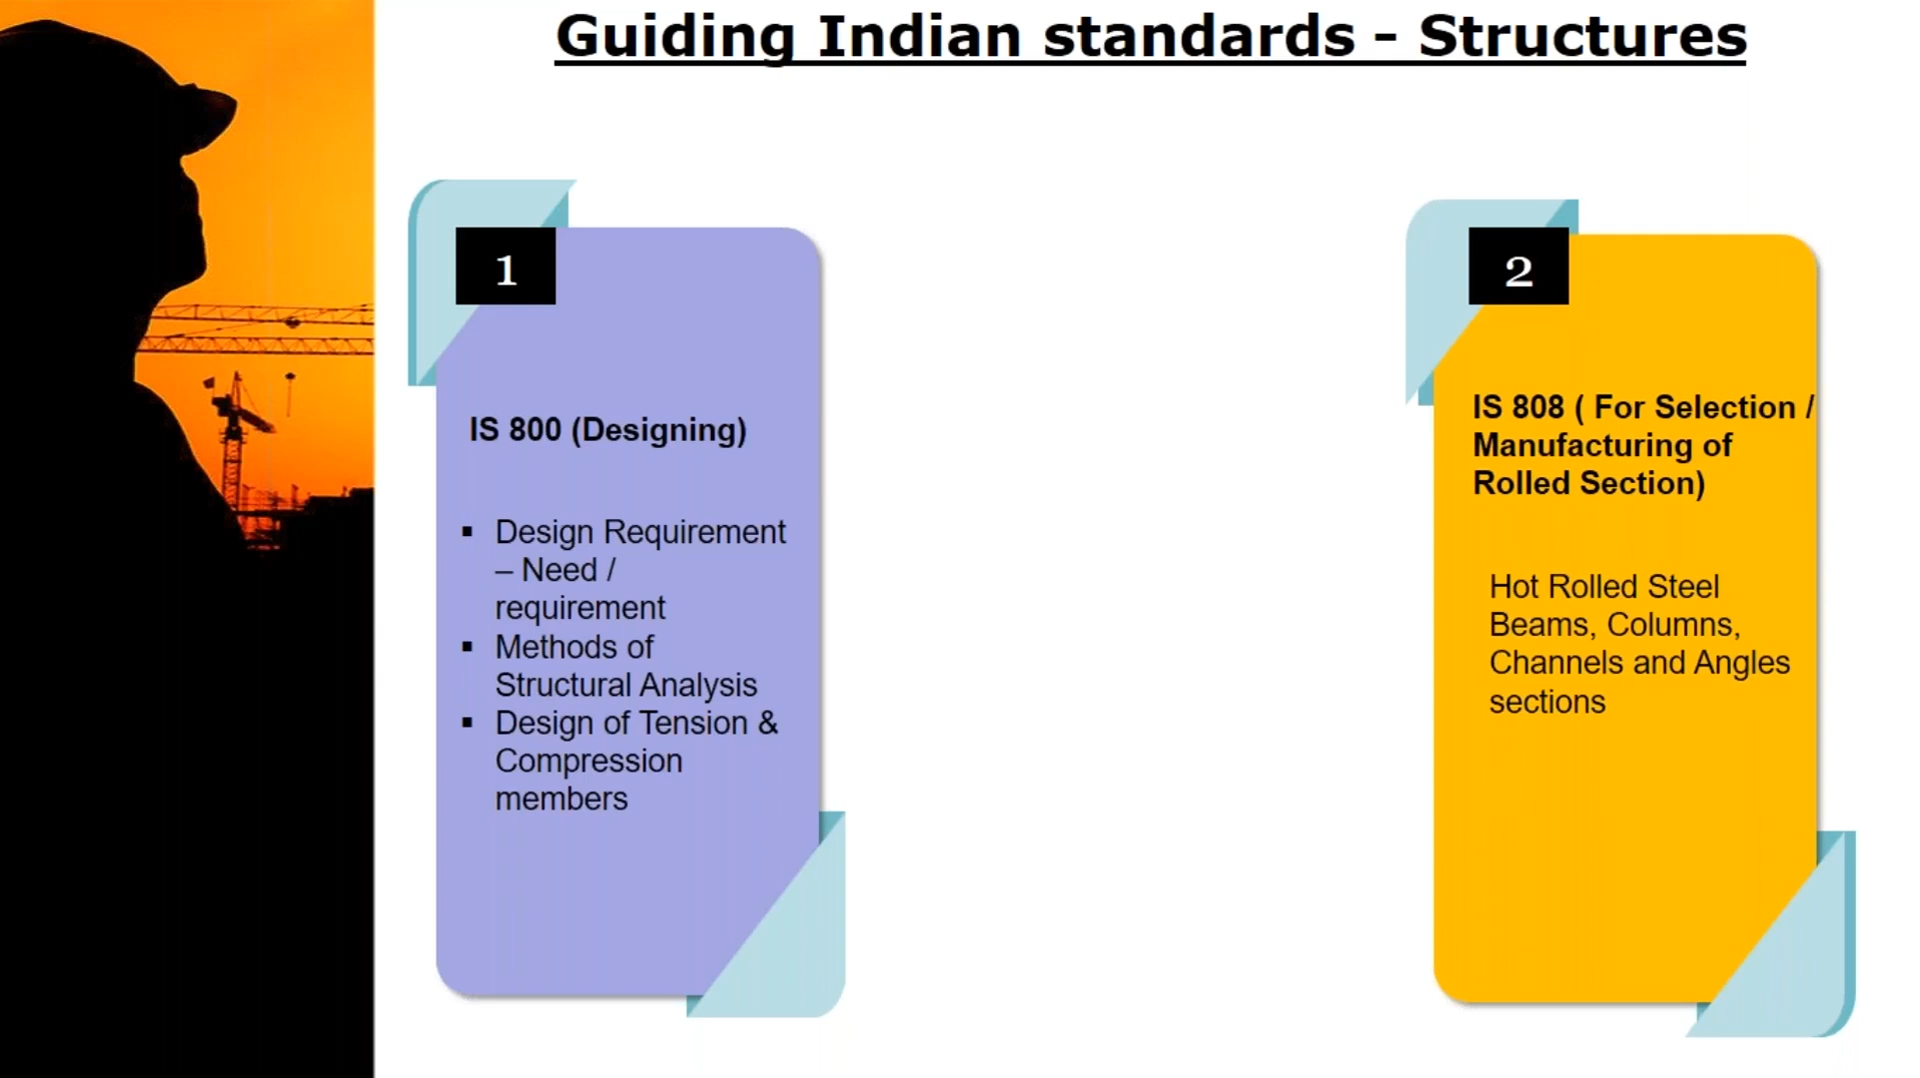 Guiding Indian standards - Structures
1
IS 800 (Designing)
▪ Design Requirement
– Need /
requirement
▪ Methods of
Structural Analysis
▪ Design of Tension &
Compression
members
2
IS 808 ( For Selection /
Manufacturing of
Rolled Section)
Hot Rolled Steel
Beams, Columns,
Channels and Angles
sections